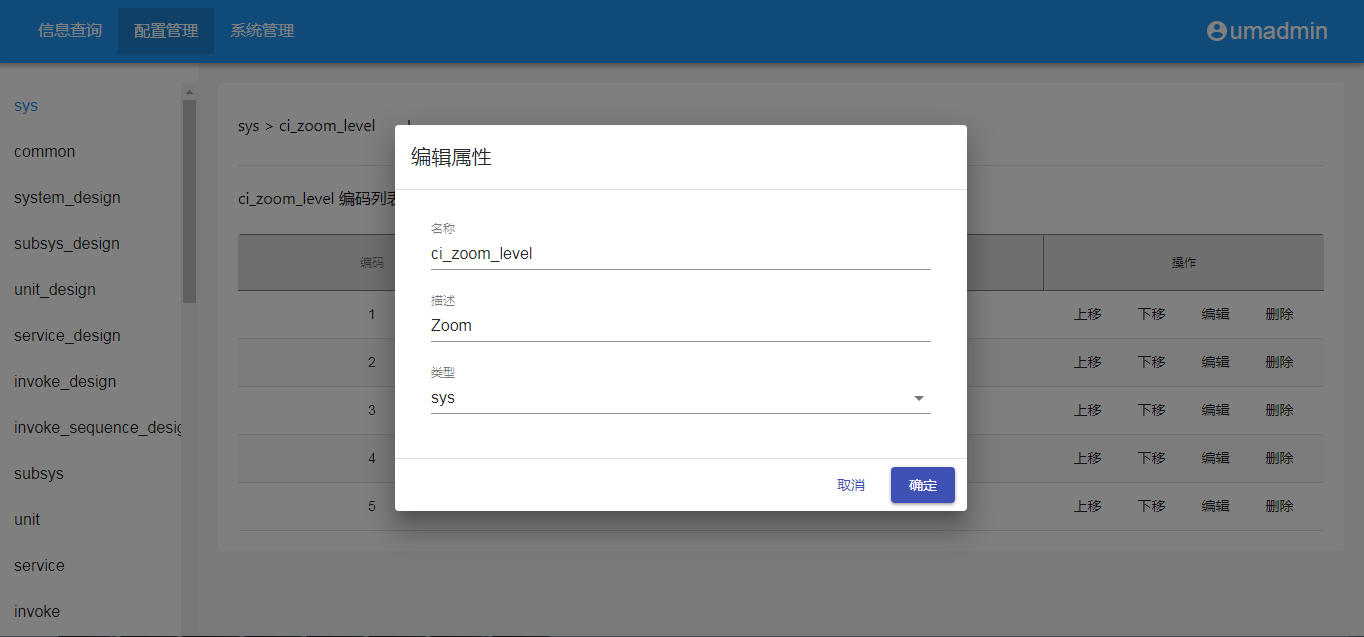 信息查询 配置管理 系统管理 umadmin
sys
common
system_design
subsys_design
unit_design
service_design
invoke_design
invoke_sequence_desig
subsys
unit
service
invoke
sys > ci_zoom_level
ci_zoom_level 编码列表
编码 操作
1 上移 下移 编辑 删除
2 上移 下移 编辑 删除
3 上移 下移 编辑 删除
4 上移 下移 编辑 删除
5 上移 下移 编辑 删除
编辑属性
名称
ci_zoom_level
描述
Zoom
类型
sys
取消 确定